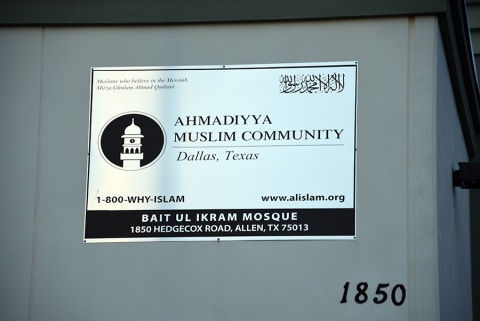 Muslims who believe in the Messiah,
Mirza Ghulam Ahmad Qadiani
لا اله الا الله محمد رسول الله
AHMADIYYA
MUSLIM COMMUNITY
Dallas, Texas
1-800-WHY-ISLAM
www.alislam.org
BAIT UL IKRAM MOSQUE
1850 HEDGECOX ROAD, ALLEN, TX 75013
1850